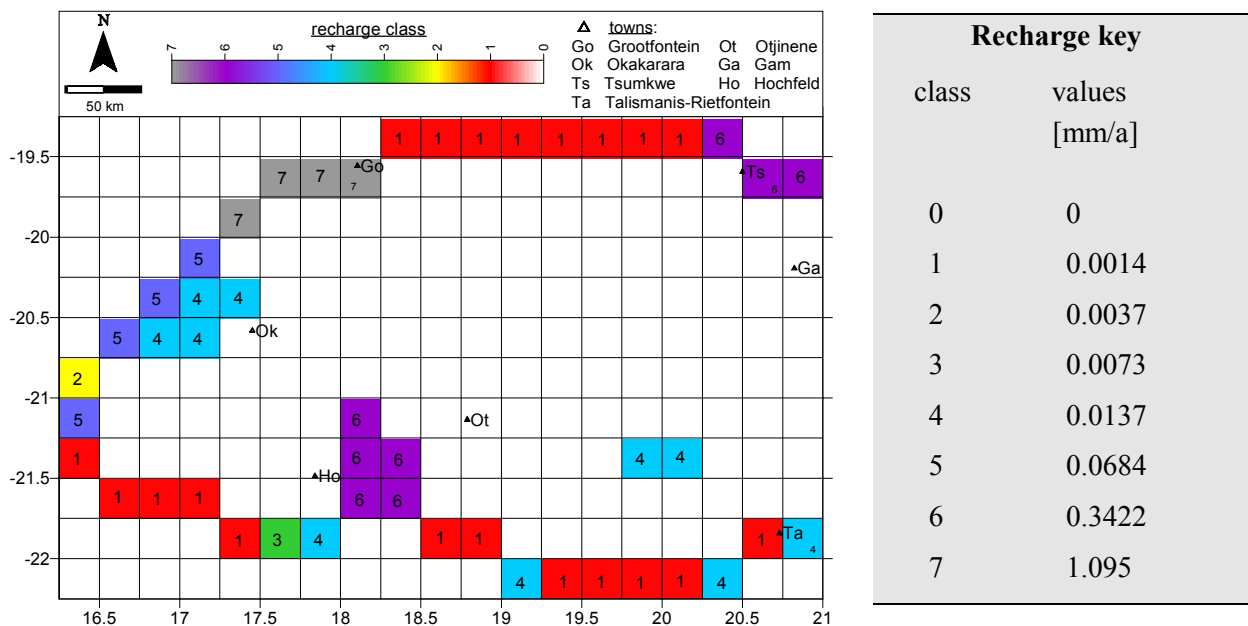 N
50 km
recharge class
7 6 5 4 3 2 1 0
towns:
Go Grootfontein Ot Otjinene
Ok Okakarara Ga Gam
Ts Tsumkwe Ho Hochfeld
Ta Talismanis-Rietfontein
1 1 1 1 1 1 1 1 6
-19.5
7 7 7 Go Ts 6 6
7
-20
5 Ga
5 4 4
-20.5
5 4 4 Ok
2
-21
5 6 Ot
1 6 6 4 4
-21.5
Ho
1 1 1 6 6
1 3 4 1 1 1 Ta 4
-22
4 1 1 1 1 4
16.5 17 17.5 18 18.5 19 19.5 20 20.5 21
Recharge key
class values
[mm/a]
0 0
1 0.0014
2 0.0037
3 0.0073
4 0.0137
5 0.0684
6 0.3422
7 1.095